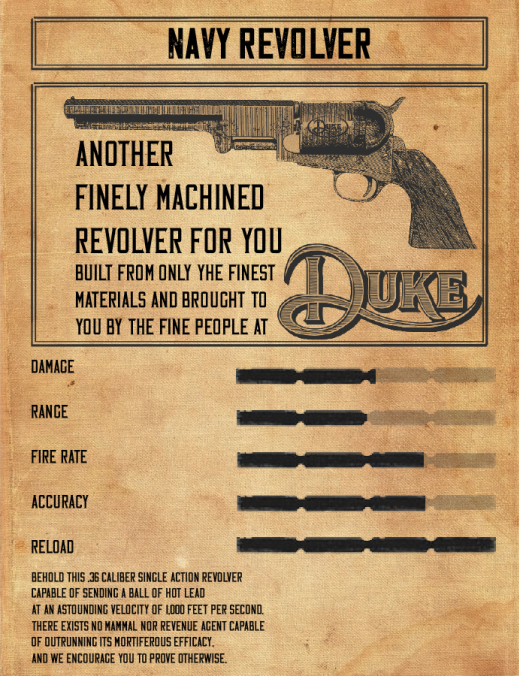 NAVY REVOLVER
ANOTHER
FINELY MACHINED
REVOLVER FOR YOU
BUILT FROM ONLY YHE FINEST
MATERIALS AND BROUGHT TO
YOU BY THE FINE PEOPLE AT
DUKE
DAMAGE
RANGE
FIRE RATE
ACCURACY
RELOAD
BEHOLD THIS .36 CALIBER SINGLE ACTION REVOLVER
CAPABLE OF SENDING A BALL OF HOT LEAD
AT AN ASTOUNDING VELOCITY OF 1,000 FEET PER SECOND.
THERE EXISTS NO MAMMAL NOR REVENUE AGENT CAPABLE
OF OUTRUNNING ITS MORTIFEROUS EFFICACY.
AND WE ENCOURAGE YOU TO PROVE OTHERWISE.